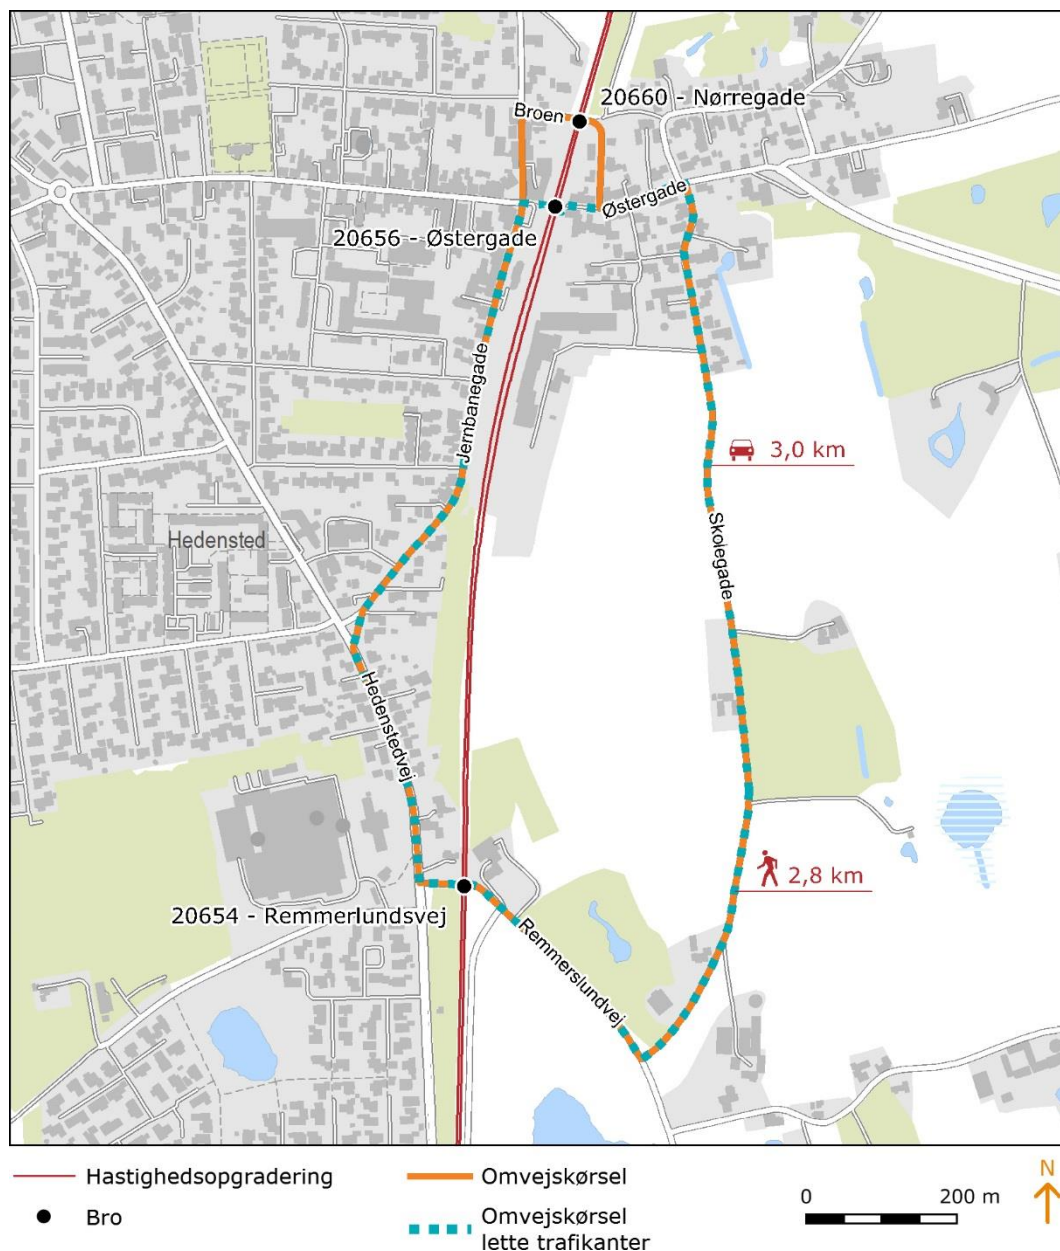 20660 - Nørregade
Broen
Østergade
20656 - Østergade
Jernbanegade
3,0 km
Skolegade
Hedensted
Hedenstedvej
2,8 km
20654 - Remmerlundsvej
Remmerslundvej
Hastighedsopgradering
Bro
Omvejskørsel
Omvejskørsel
lette trafikanter
0 200 m
N